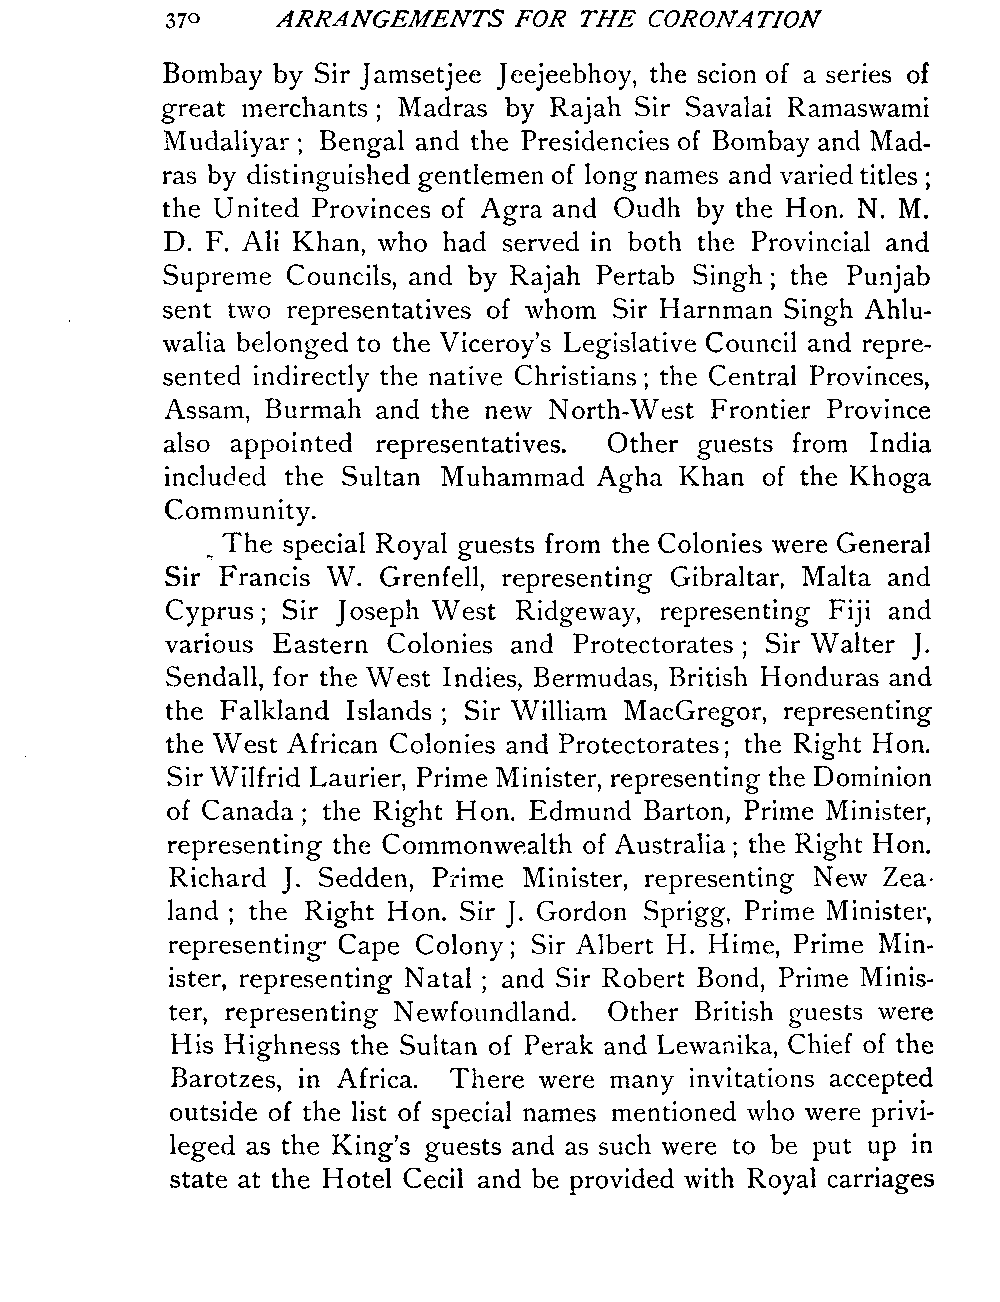 370 ARRANGEMENTS FOR THE CORONATION
Bombay by Sir Jamsetjee Jeejeebhoy, the scion of a series of
great merchants; Madras by Rajah Sir Savalai Ramaswami
Mudaliyar; Bengal and the Presidencies of Bombay and Mad-
ras by distinguished gentlemen of long names and varied titles;
the United Provinces of Agra and Oudh by the Hon. N. M.
D. F. Ali Khan, who had served in both the Provincial and
Supreme Councils, and by Rajah Pertab Singh; the Punjab
sent two representatives of whom Sir Harnman Singh Ahlu-
walia belonged to the Viceroy's Legislative Council and repre-
sented indirectly the native Christians; the Central Provinces,
Assam, Burmah and the new North-West Frontier Province
also appointed representatives. Other guests from India
included the Sultan Muhammad Agha Khan of the Khoga
Community.
The special Royal guests from the Colonies were General
Sir Francis W. Grenfell, representing Gibraltar, Malta and
Cyprus; Sir Joseph West Ridgeway, representing Fiji and
various Eastern Colonies and Protectorates; Sir Walter J.
Sendall, for the West Indies, Bermudas, British Honduras and
the Falkland Islands; Sir William MacGregor, representing
the West African Colonies and Protectorates; the Right Hon.
Sir Wilfrid Laurier, Prime Minister, representing the Dominion
of Canada; the Right Hon. Edmund Barton, Prime Minister,
representing the Commonwealth of Australia; the Right Hon.
Richard J. Sedden, Prime Minister, representing New Zea-
land; the Right Hon. Sir J. Gordon Sprigg, Prime Minister,
representing Cape Colony; Sir Albert H. Hime, Prime Min-
ister, representing Natal; and Sir Robert Bond, Prime Minis-
ter, representing Newfoundland. Other British guests were
His Highness the Sultan of Perak and Lewanika, Chief of the
Barotzes, in Africa. There were many invitations accepted
outside of the list of special names mentioned who were privi-
leged as the King's guests and as such were to be put up in
state at the Hotel Cecil and be provided with Royal carriages